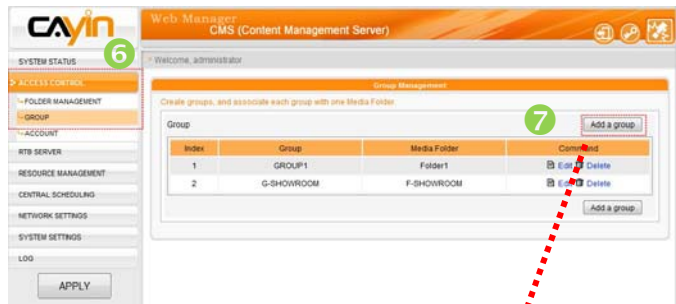 CAYIN
Web Manager
CMS (Content Management Server)
6
SYSTEM STATUS
Welcome, administrator
ACCESS CONTROL
FOLDER MANAGEMENT
GROUP
ACCOUNT
RTB SERVER
RESOURCE MANAGEMENT
CENTRAL SCHEDULING
NETWORK SETTINGS
SYSTEM SETTINGS
LOG
APPLY
Group Management
Create groups, and associate each group with one Media Folder.
Group
7
Add a group
Index Group Media Folder Command
1 GROUP1 Folder1 Edit Delete
2 G-SHOWROOM F-SHOWROOM Edit Delete
Add a group